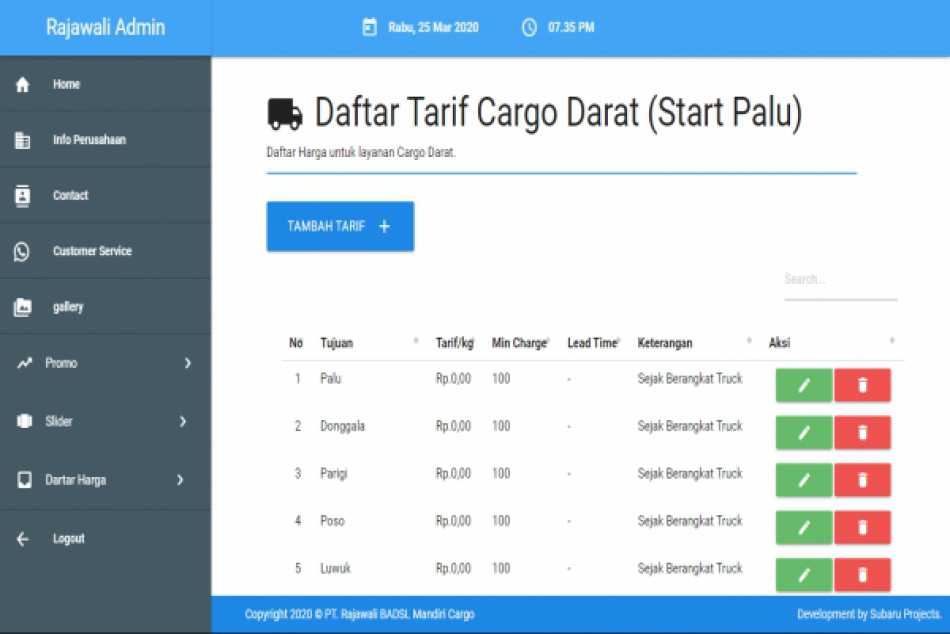 Rajawali Admin
Rabu, 25 Mar 2020 07.35 PM
Home
Info Perusahaan
Contact
Customer Service
gallery
Promo
Slider
Dartar Harga
Logout
Daftar Tarif Cargo Darat (Start Palu)
Daftar Harga untuk layanan Cargo Darat.
TAMBAH TARIF +
Search...
No Tujuan Tarif/kg Min Charge Lead Time Keterangan Aksi
1 Palu Rp.0,00 100 - Sejak Berangkat Truck
2 Donggala Rp.0,00 100 - Sejak Berangkat Truck
3 Parigi Rp.0,00 100 - Sejak Berangkat Truck
4 Poso Rp.0,00 100 - Sejak Berangkat Truck
5 Luwuk Rp.0,00 100 - Sejak Berangkat Truck
Copyright 2020 © PT. Rajawali BADSL Mandiri Cargo
Development by Subaru Projects.